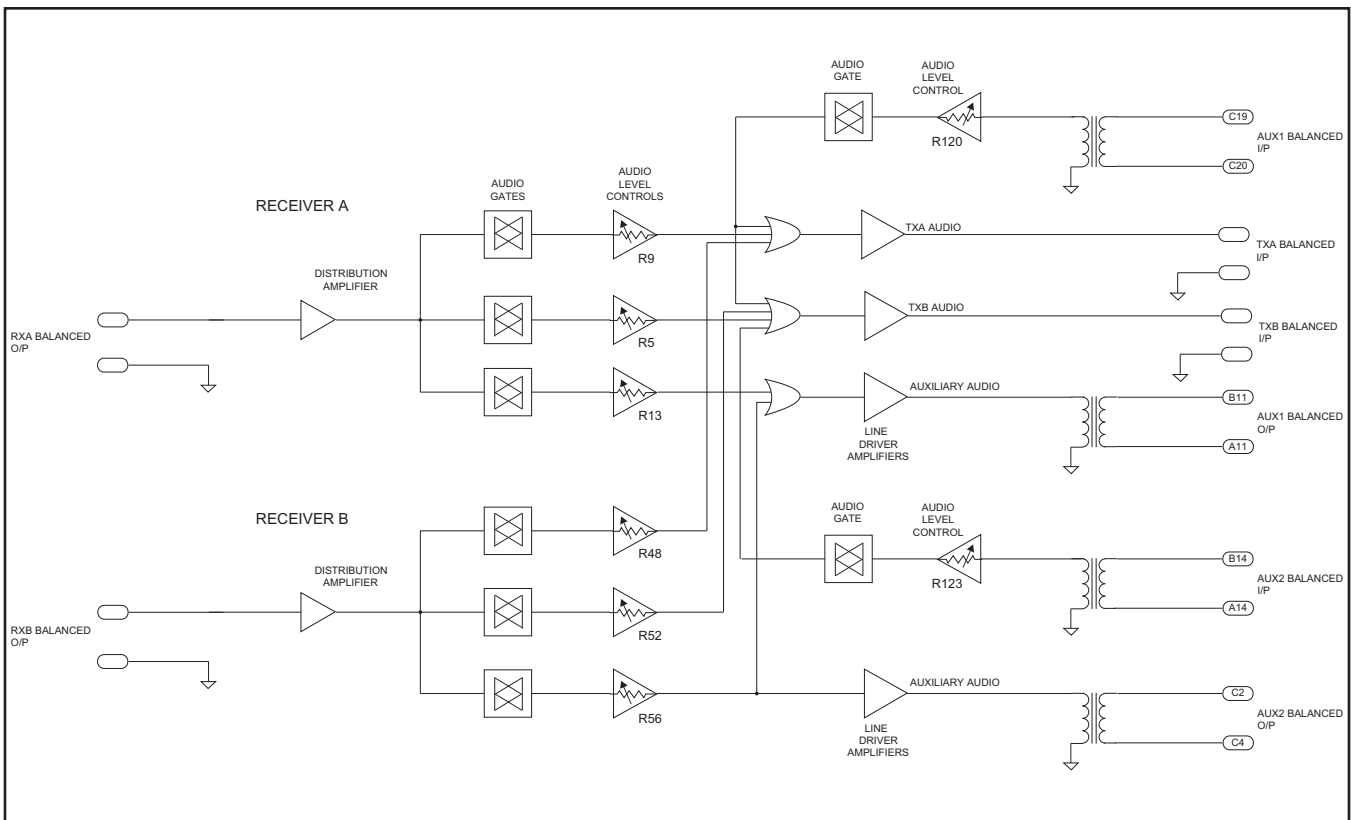 AUDIO
GATE
AUDIO
LEVEL
CONTROL
R120
C19
AUX1 BALANCED
I/P
C20
RECEIVER A
AUDIO
GATES
AUDIO
LEVEL
CONTROLS
R9
TXA AUDIO
TXA BALANCED
I/P
DISTRIBUTION
AMPLIFIER
RXA BALANCED
O/P
R5
TXB AUDIO
TXB BALANCED
I/P
R13
AUXILIARY AUDIO
LINE
DRIVER
AMPLIFIERS
B11
AUX1 BALANCED
O/P
A11
RECEIVER B
R48
AUDIO
GATE
AUDIO
LEVEL
CONTROL
R123
B14
AUX2 BALANCED
I/P
A14
DISTRIBUTION
AMPLIFIER
RXB BALANCED
O/P
R52
R56
AUXILIARY AUDIO
LINE
DRIVER
AMPLIFIERS
C2
AUX2 BALANCED
O/P
C4